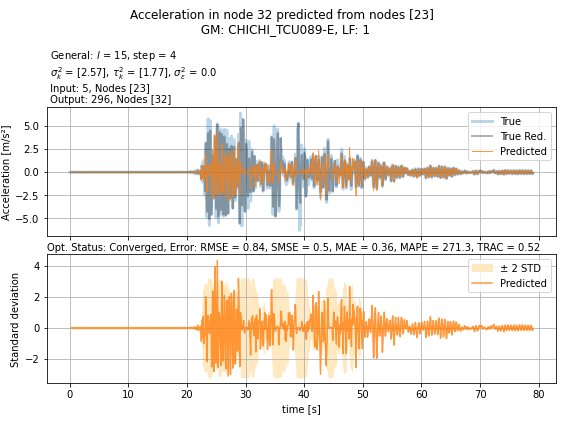 Acceleration in node 32 predicted from nodes [23]
GM: CHICHI_TCU089-E, LF: 1
General: l = 15, step = 4
σ²ₖ = [2.57], τ²ₖ = [1.77], σ²ε = 0.0
Input: 5, Nodes [23]
Output: 296, Nodes [32]
Acceleration [m/s²]
5.0
2.5
0.0
−2.5
−5.0
True
True Red.
Predicted
Opt. Status: Converged, Error: RMSE = 0.84, SMSE = 0.5, MAE = 0.36, MAPE = 271.3, TRAC = 0.52
Standard deviation
4
2
0
−2
± 2 STD
Predicted
0 10 20 30 40 50 60 70 80
time [s]